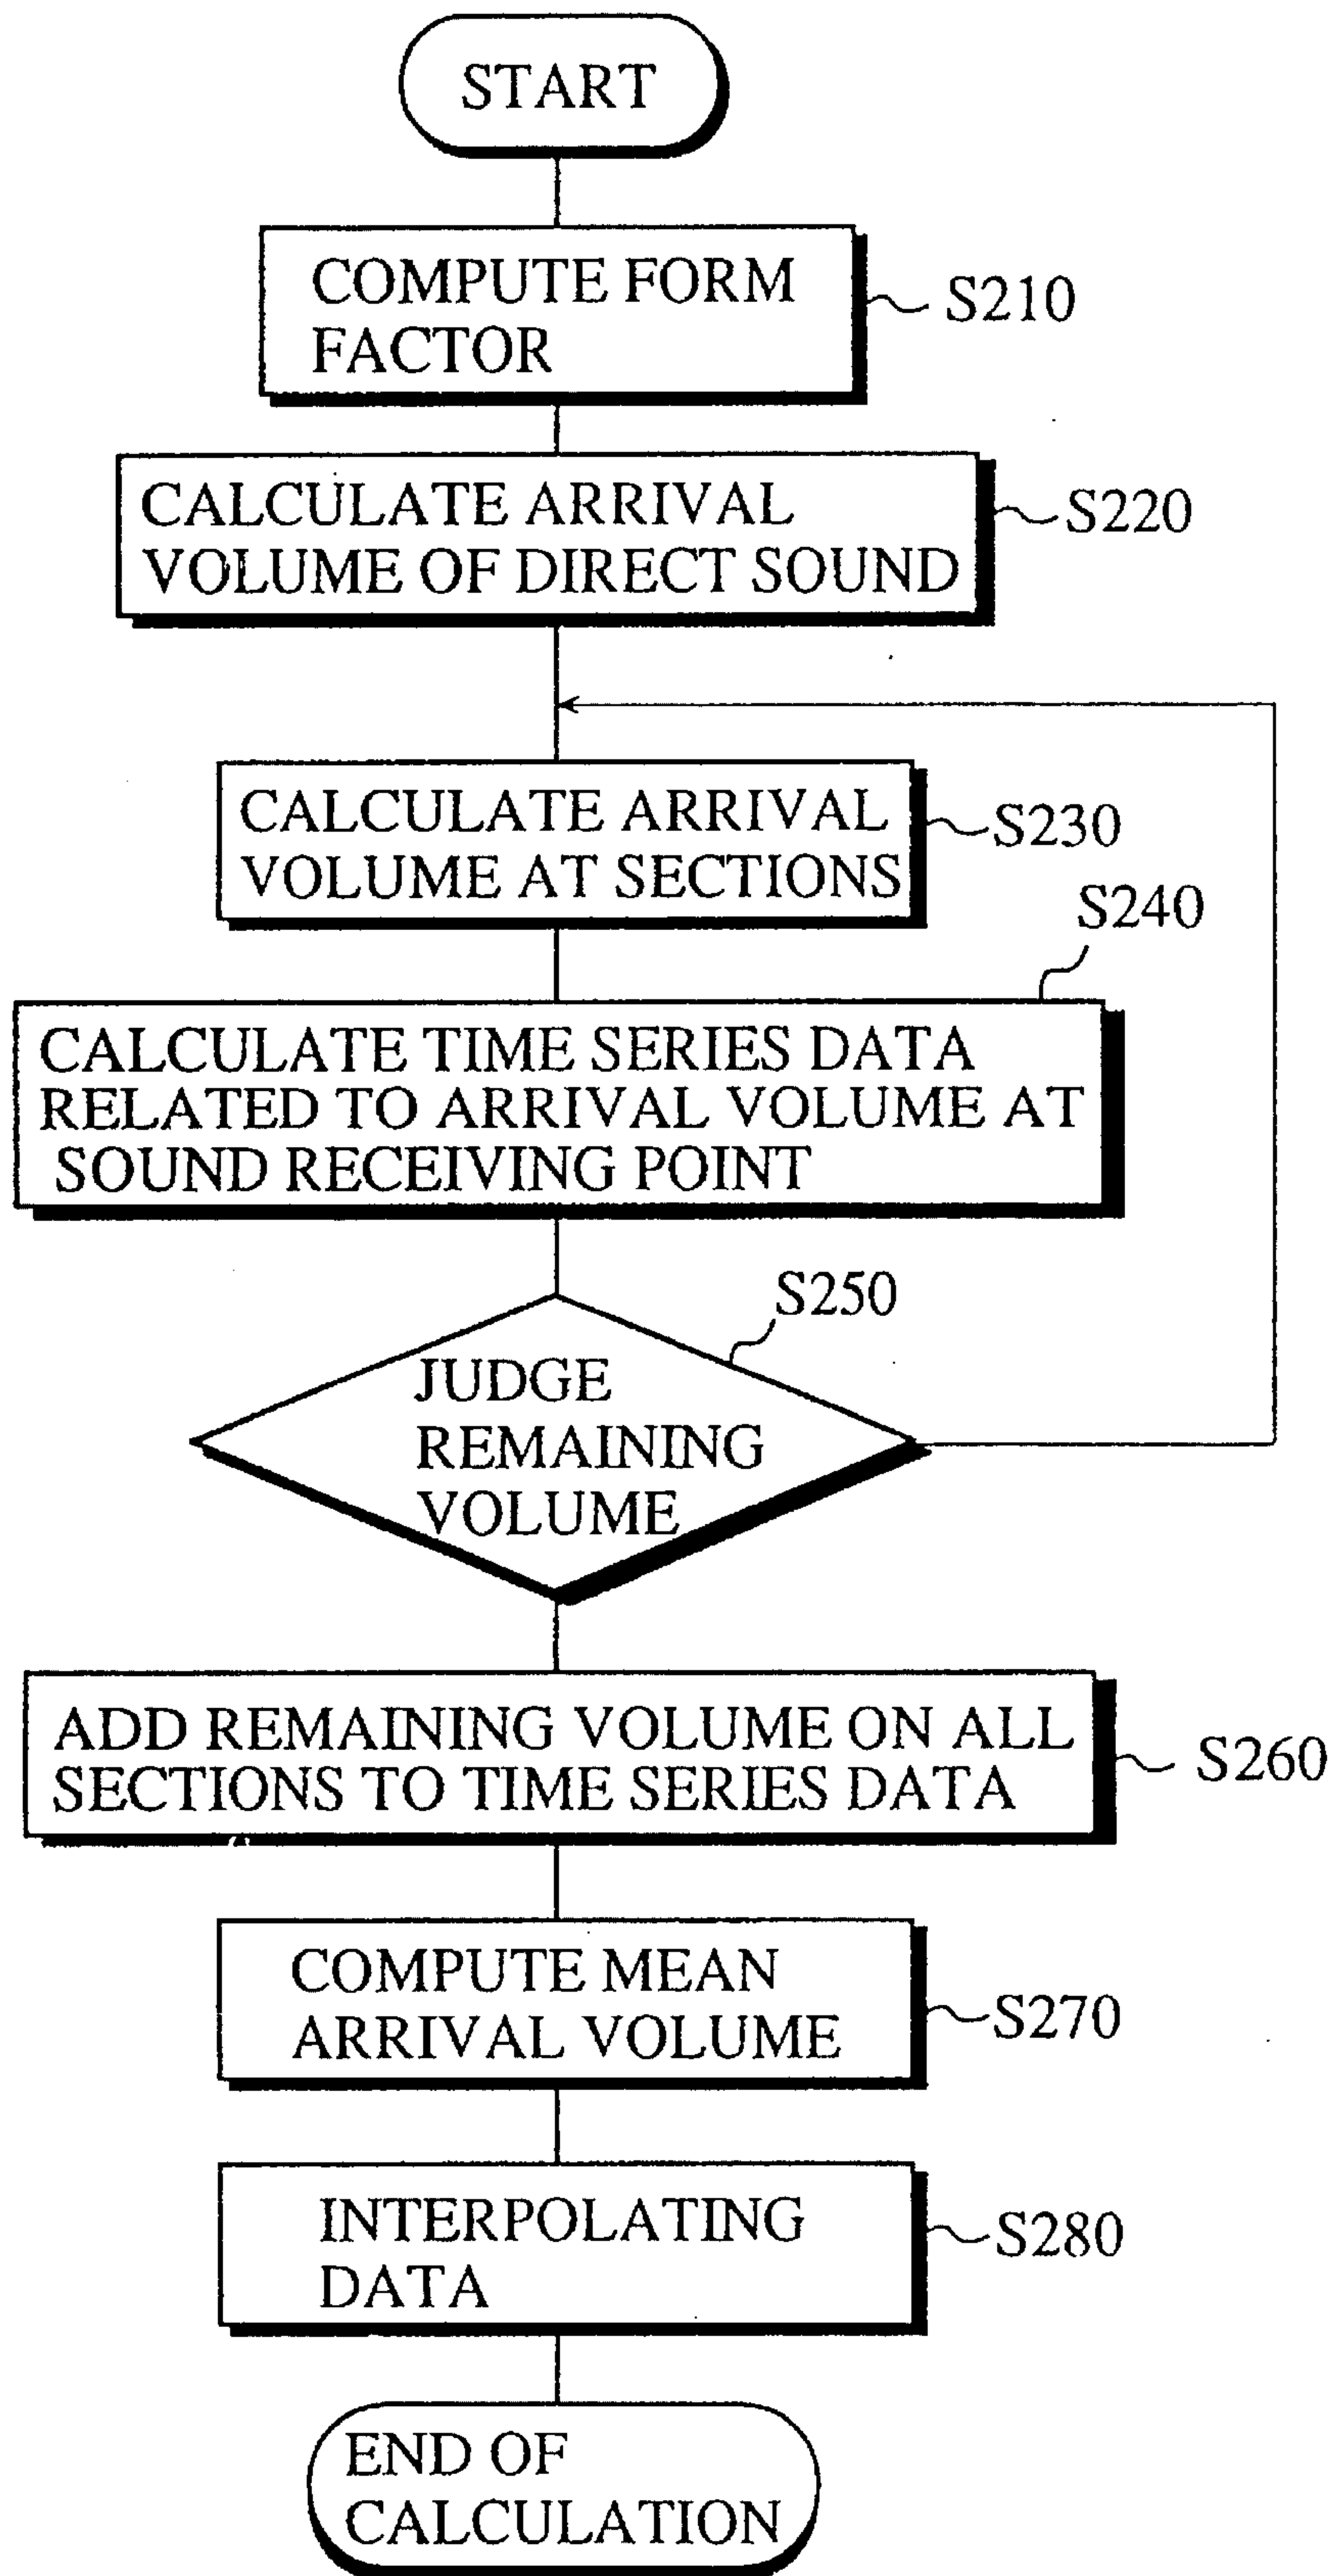 START
COMPUTE FORM
FACTOR
S210
CALCULATE ARRIVAL
VOLUME OF DIRECT SOUND
S220
CALCULATE ARRIVAL
VOLUME AT SECTIONS
S230
S240
CALCULATE TIME SERIES DATA
RELATED TO ARRIVAL VOLUME AT
SOUND RECEIVING POINT
S250
JUDGE
REMAINING
VOLUME
ADD REMAINING VOLUME ON ALL
SECTIONS TO TIME SERIES DATA
S260
COMPUTE MEAN
ARRIVAL VOLUME
S270
INTERPOLATING
DATA
S280
END OF
CALCULATION